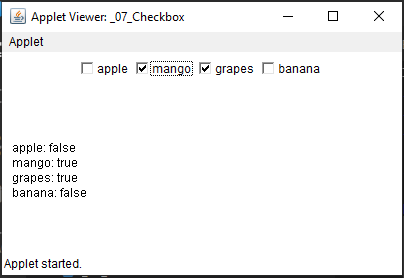 Applet Viewer: _07_Checkbox
Applet
apple mango grapes banana
apple: false
mango: true
grapes: true
banana: false
Applet started.